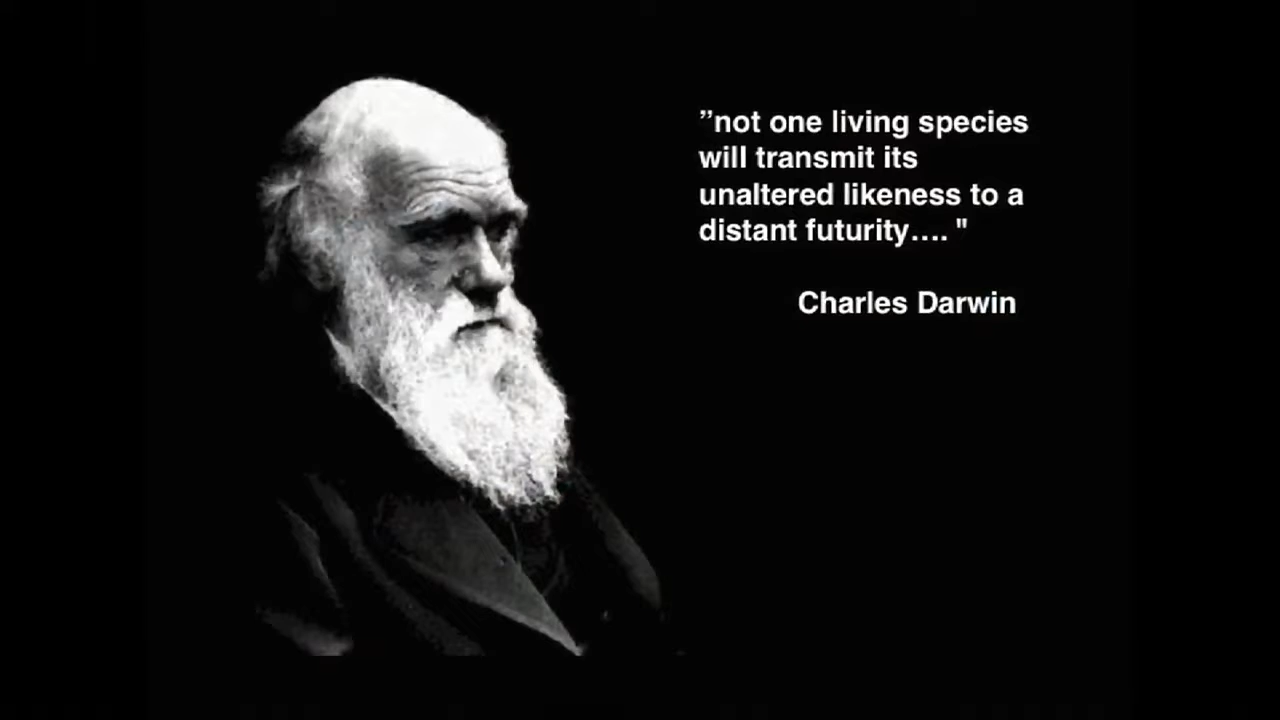 ”not one living species
will transmit its
unaltered likeness to a
distant futurity…. "
Charles Darwin